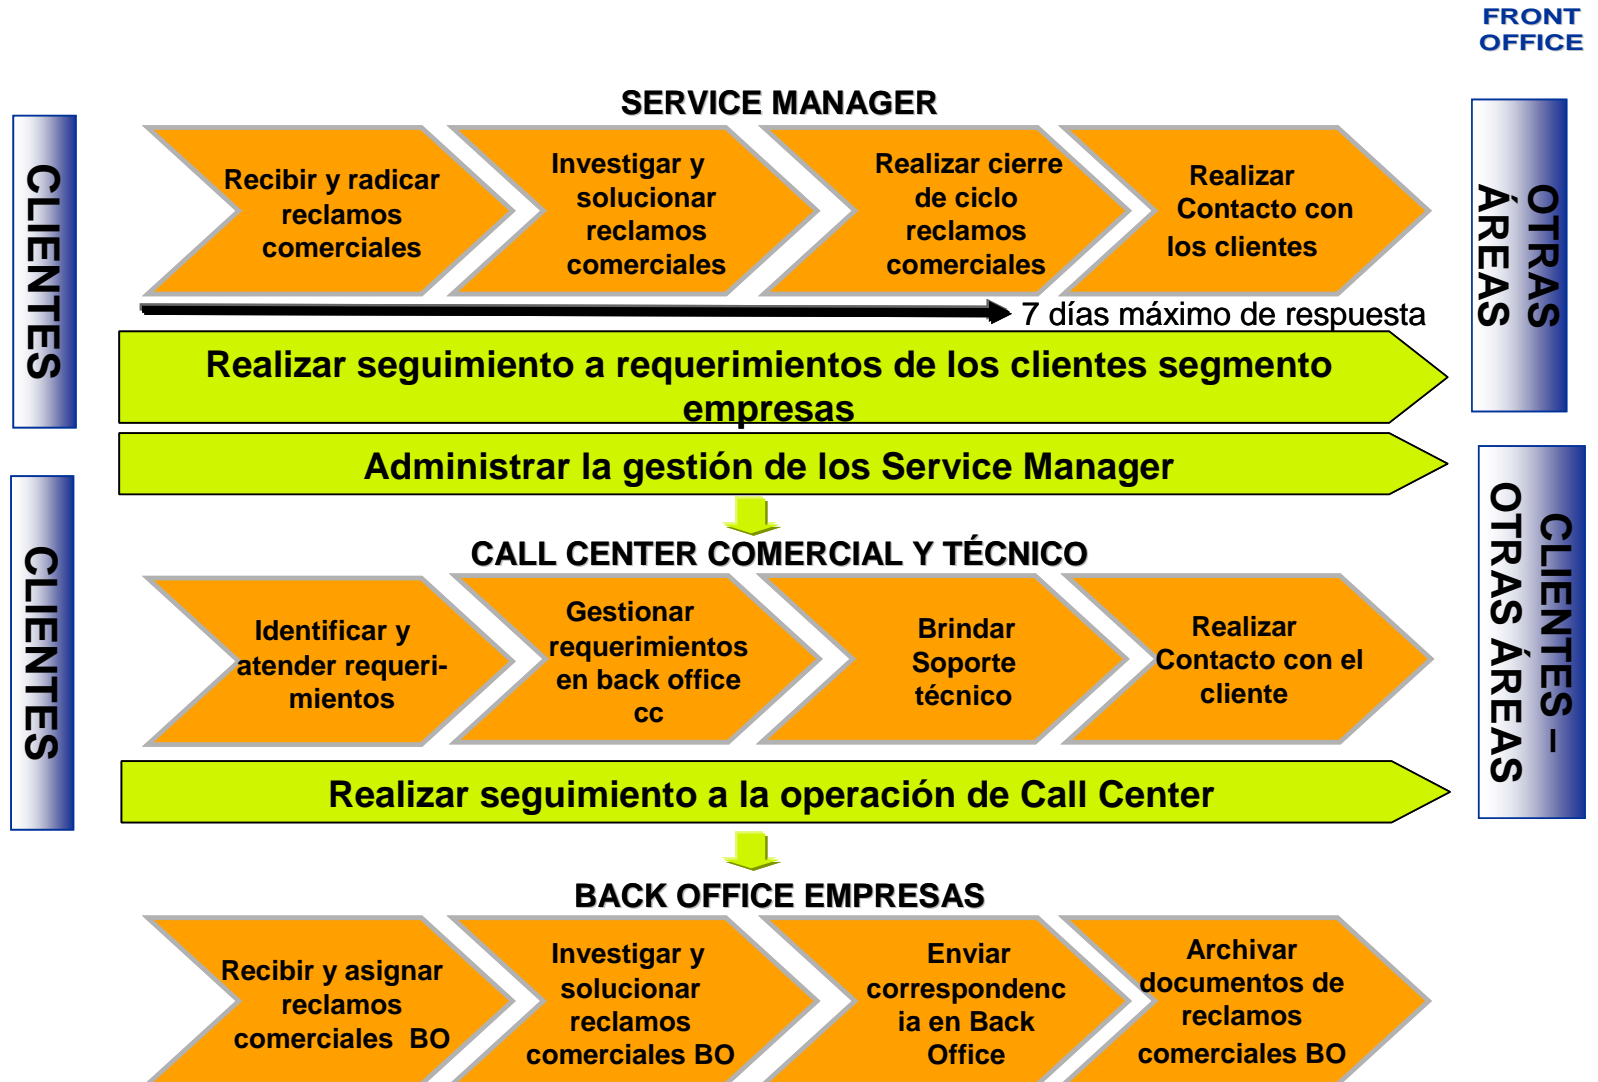 FRONT
OFFICE
SERVICE MANAGER
CLIENTES
Recibir y radicar
reclamos
comerciales
Investigar y
solucionar
reclamos
comerciales
Realizar cierre
de ciclo
reclamos
comerciales
Realizar
Contacto con
los clientes
OTRAS
ÁREAS
7 días máximo de respuesta
Realizar seguimiento a requerimientos de los clientes segmento
empresas
Administrar la gestión de los Service Manager
CALL CENTER COMERCIAL Y TÉCNICO
CLIENTES
Identificar y
atender requeri-
mientos
Gestionar
requerimientos
en back office
cc
Brindar
Soporte
técnico
Realizar
Contacto con el
cliente
CLIENTES –
OTRAS ÁREAS
Realizar seguimiento a la operación de Call Center
BACK OFFICE EMPRESAS
Recibir y asignar
reclamos
comerciales BO
Investigar y
solucionar
reclamos
comerciales BO
Enviar
correspondenc
ia en Back
Office
Archivar
documentos de
reclamos
comerciales BO